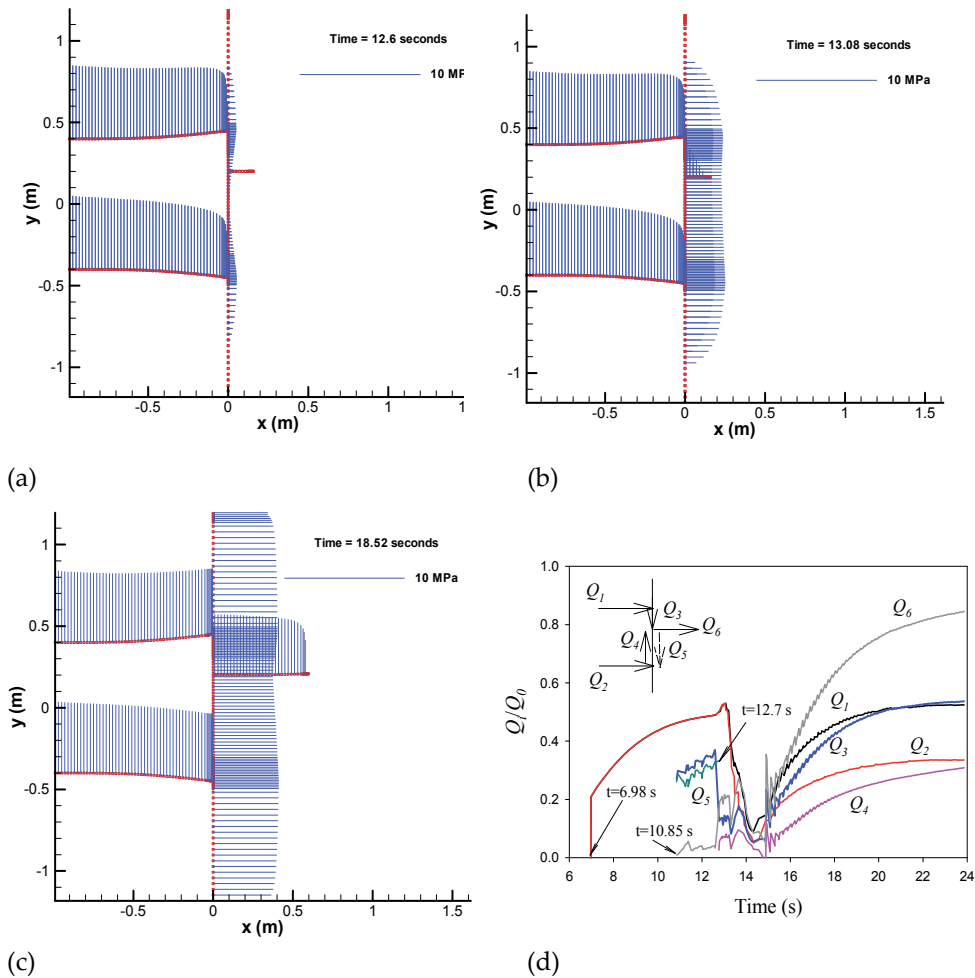 Time = 12.6 seconds
10 MF
y (m)
1
0.5
0
-0.5
-1
-0.5 0 0.5 1 1
x (m)
(a)
Time = 13.08 seconds
10 MPa
y (m)
1
0.5
0
-0.5
-1
-0.5 0 0.5 1 1.5
x (m)
(b)
Time = 18.52 seconds
10 MPa
y (m)
1
0.5
0
-0.5
-1
-0.5 0 0.5 1 1.5
x (m)
(c)
Q/Q0
1.0
0.8
0.6
0.4
0.2
0.0
Q1 Q3
Q6
Q4 Q5
Q2
Q6
Q1
Q3
Q2
Q4
Q5
t=12.7 s
t=6.98 s
t=10.85 s
6 8 10 12 14 16 18 20 22 24
Time (s)
(d)